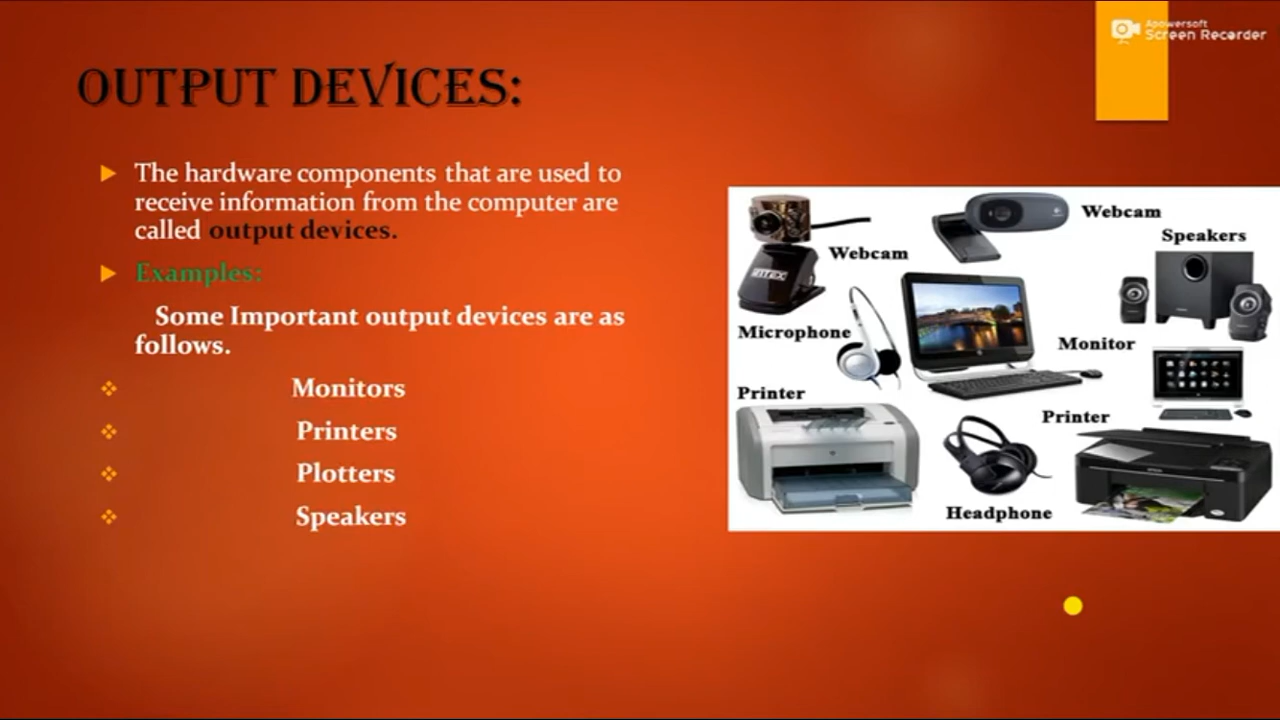 Apowersoft
Screen Recorder
OUTPUT DEVICES:
The hardware components that are used to
receive information from the computer are
called output devices.
Examples:
Some Important output devices are as
follows.
Monitors
Printers
Plotters
Speakers
Webcam
Speakers
Webcam
INTEX
Microphone
Monitor
Printer
Printer
Headphone